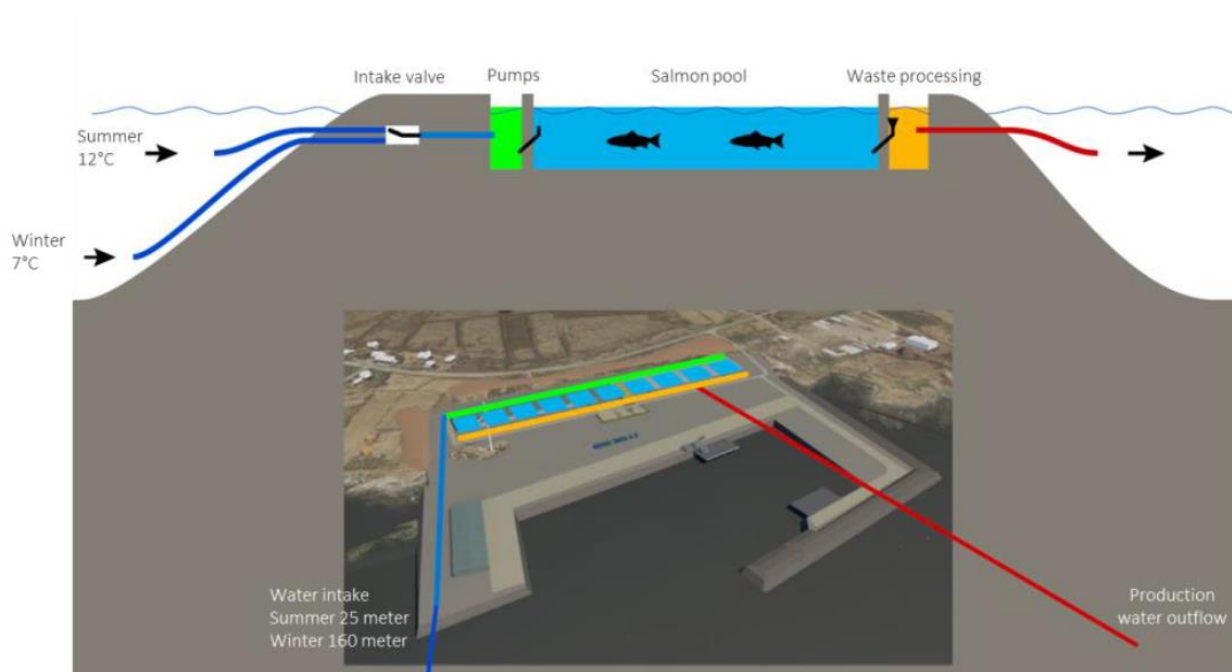 Intake valve
Pumps
Salmon pool
Waste processing
Summer
12°C
Winter
7°C
Water intake
Summer 25 meter
Winter 160 meter
Production
water outflow